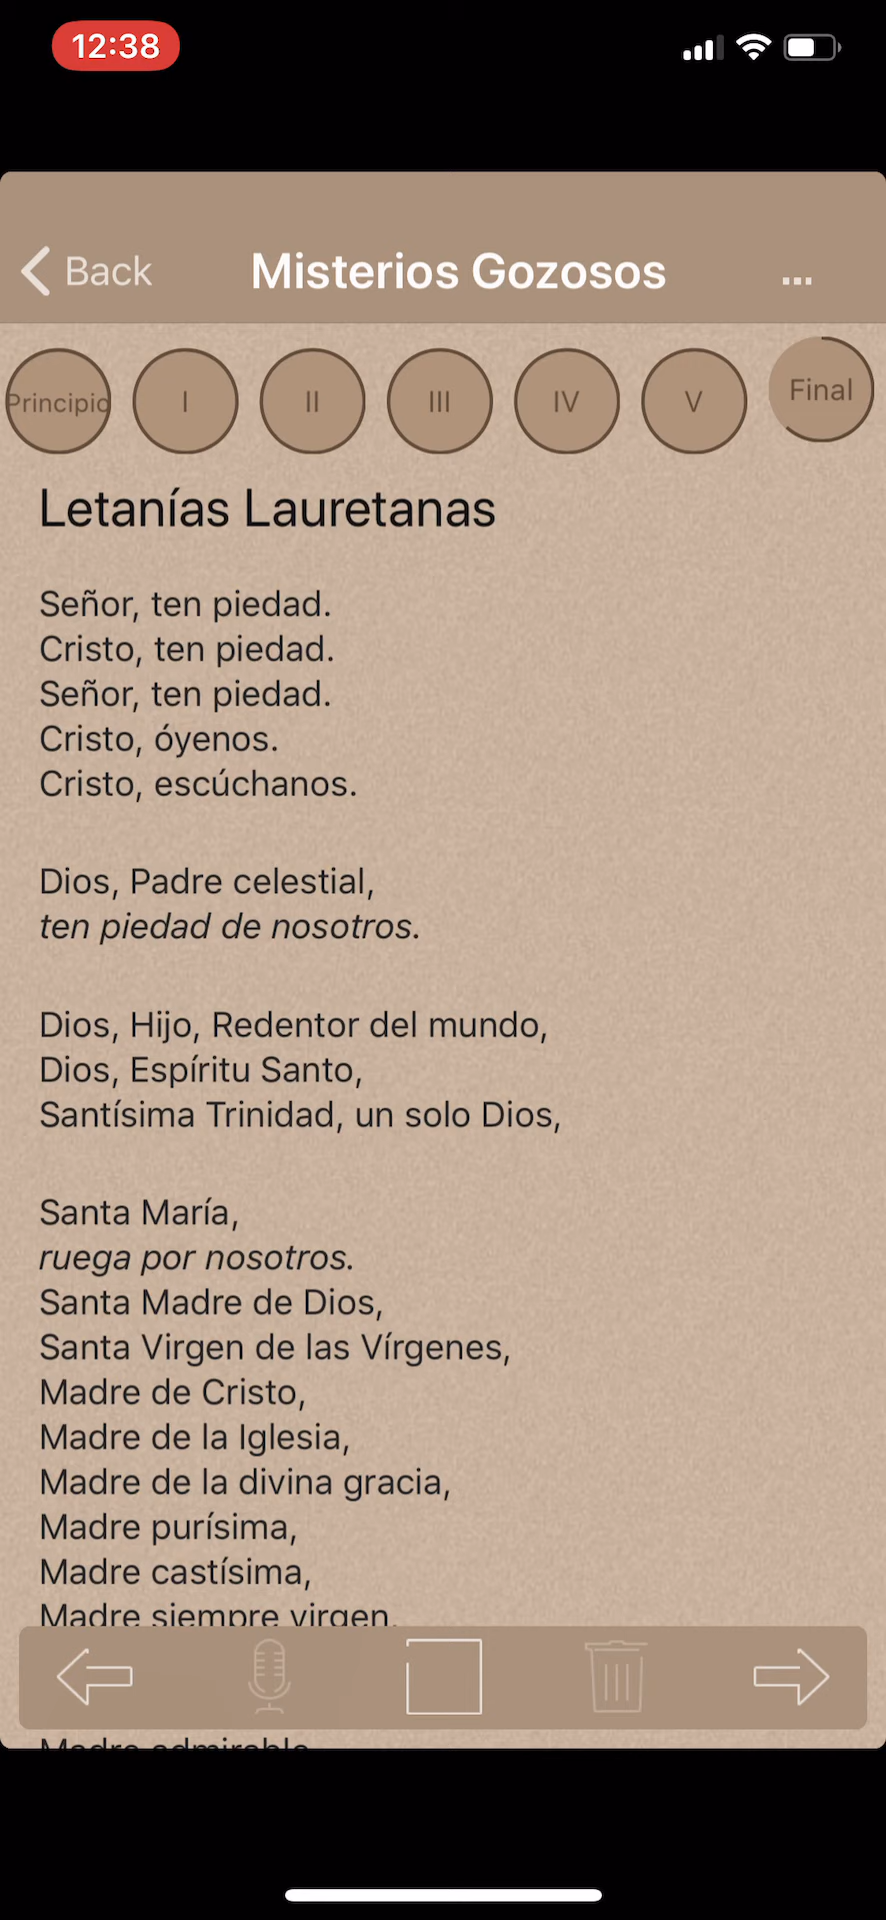 12:38
Back
Misterios Gozosos
...
Principio
I
II
III
IV
V
Final
Letanías Lauretanas
Señor, ten piedad.
Cristo, ten piedad.
Señor, ten piedad.
Cristo, óyenos.
Cristo, escúchanos.
Dios, Padre celestial,
ten piedad de nosotros.
Dios, Hijo, Redentor del mundo,
Dios, Espíritu Santo,
Santísima Trinidad, un solo Dios,
Santa María,
ruega por nosotros.
Santa Madre de Dios,
Santa Virgen de las Vírgenes,
Madre de Cristo,
Madre de la Iglesia,
Madre de la divina gracia,
Madre purísima,
Madre castísima,
Madre siempre virgen,
Madre admirable